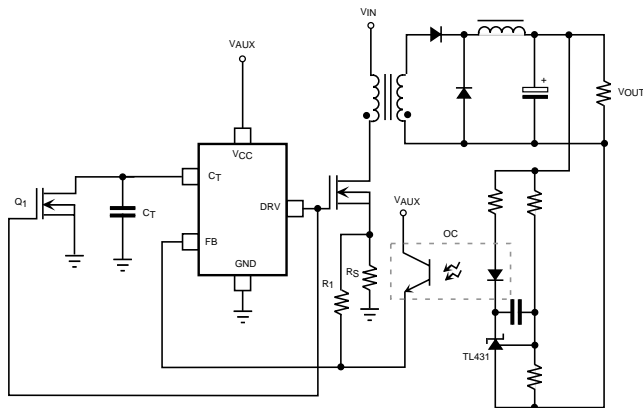 VIN
VAUX
VOUT
+
VCC
Q1
CT
CT
DRV
VAUX
FB
OC
GND
R1
RS
TL431